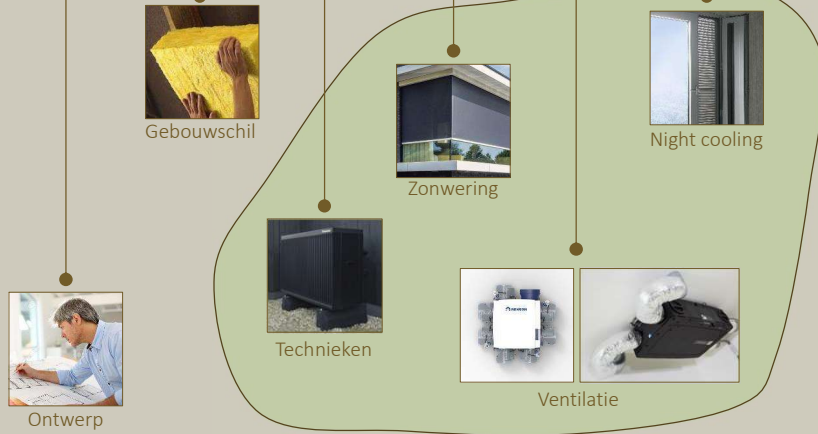 Gebouwschil
Night cooling
Zonwering
Technieken
Ventilatie
Ontwerp